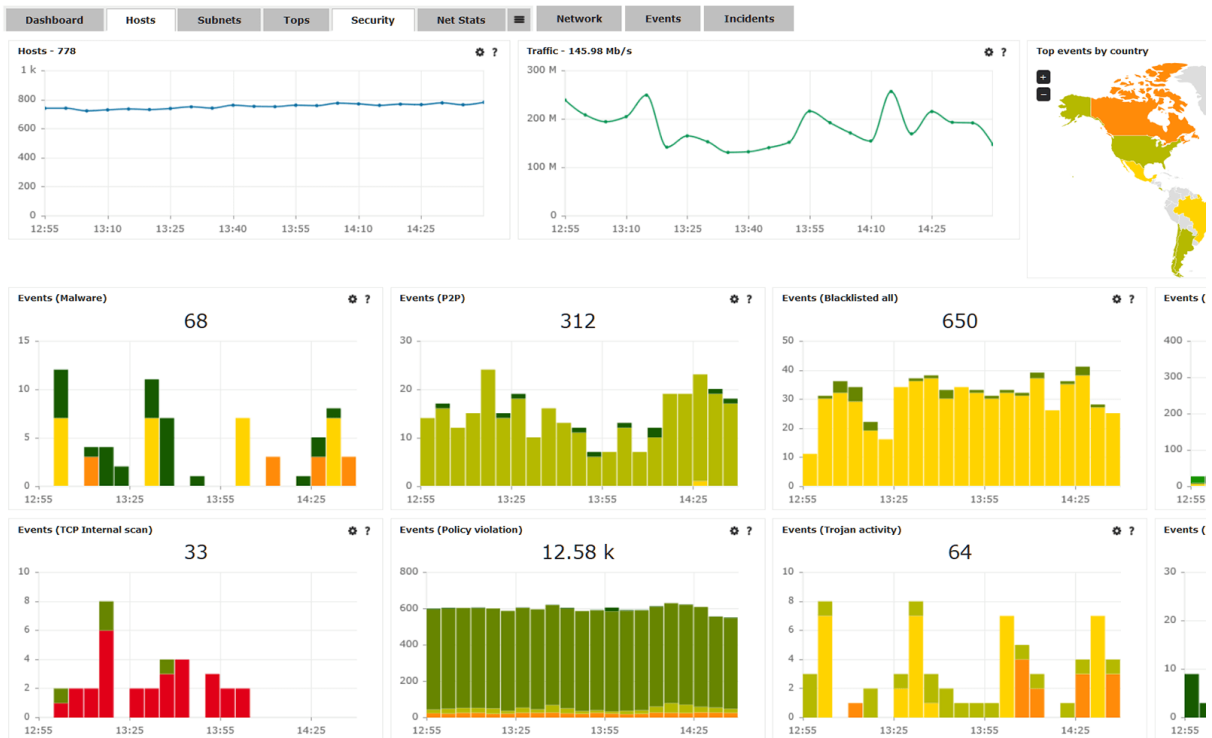 Dashboard Hosts Subnets Tops Security Net Stats Network Events Incidents
Hosts - 778 ?
1 k
800
600
400
200
0
12:55 13:10 13:25 13:40 13:55 14:10 14:25
Traffic - 145.98 Mb/s ?
300 M
200 M
100 M
0
12:55 13:10 13:25 13:40 13:55 14:10 14:25
Top events by country
+
−
Events (Malware) ?
68
15
10
5
0
12:55 13:25 13:55 14:25
Events (P2P) ?
312
30
20
10
0
12:55 13:25 13:55 14:25
Events (Blacklisted all) ?
650
50
40
30
20
10
0
12:55 13:25 13:55 14:25
Events (
400
300
200
100
0
12:55
Events (TCP Internal scan) ?
33
10
8
6
4
2
0
12:55 13:25 13:55 14:25
Events (Policy violation) ?
12.58 k
800
600
400
200
0
12:55 13:25 13:55 14:25
Events (Trojan activity) ?
64
10
8
6
4
2
0
12:55 13:25 13:55 14:25
Events (
30
20
10
0
12:55